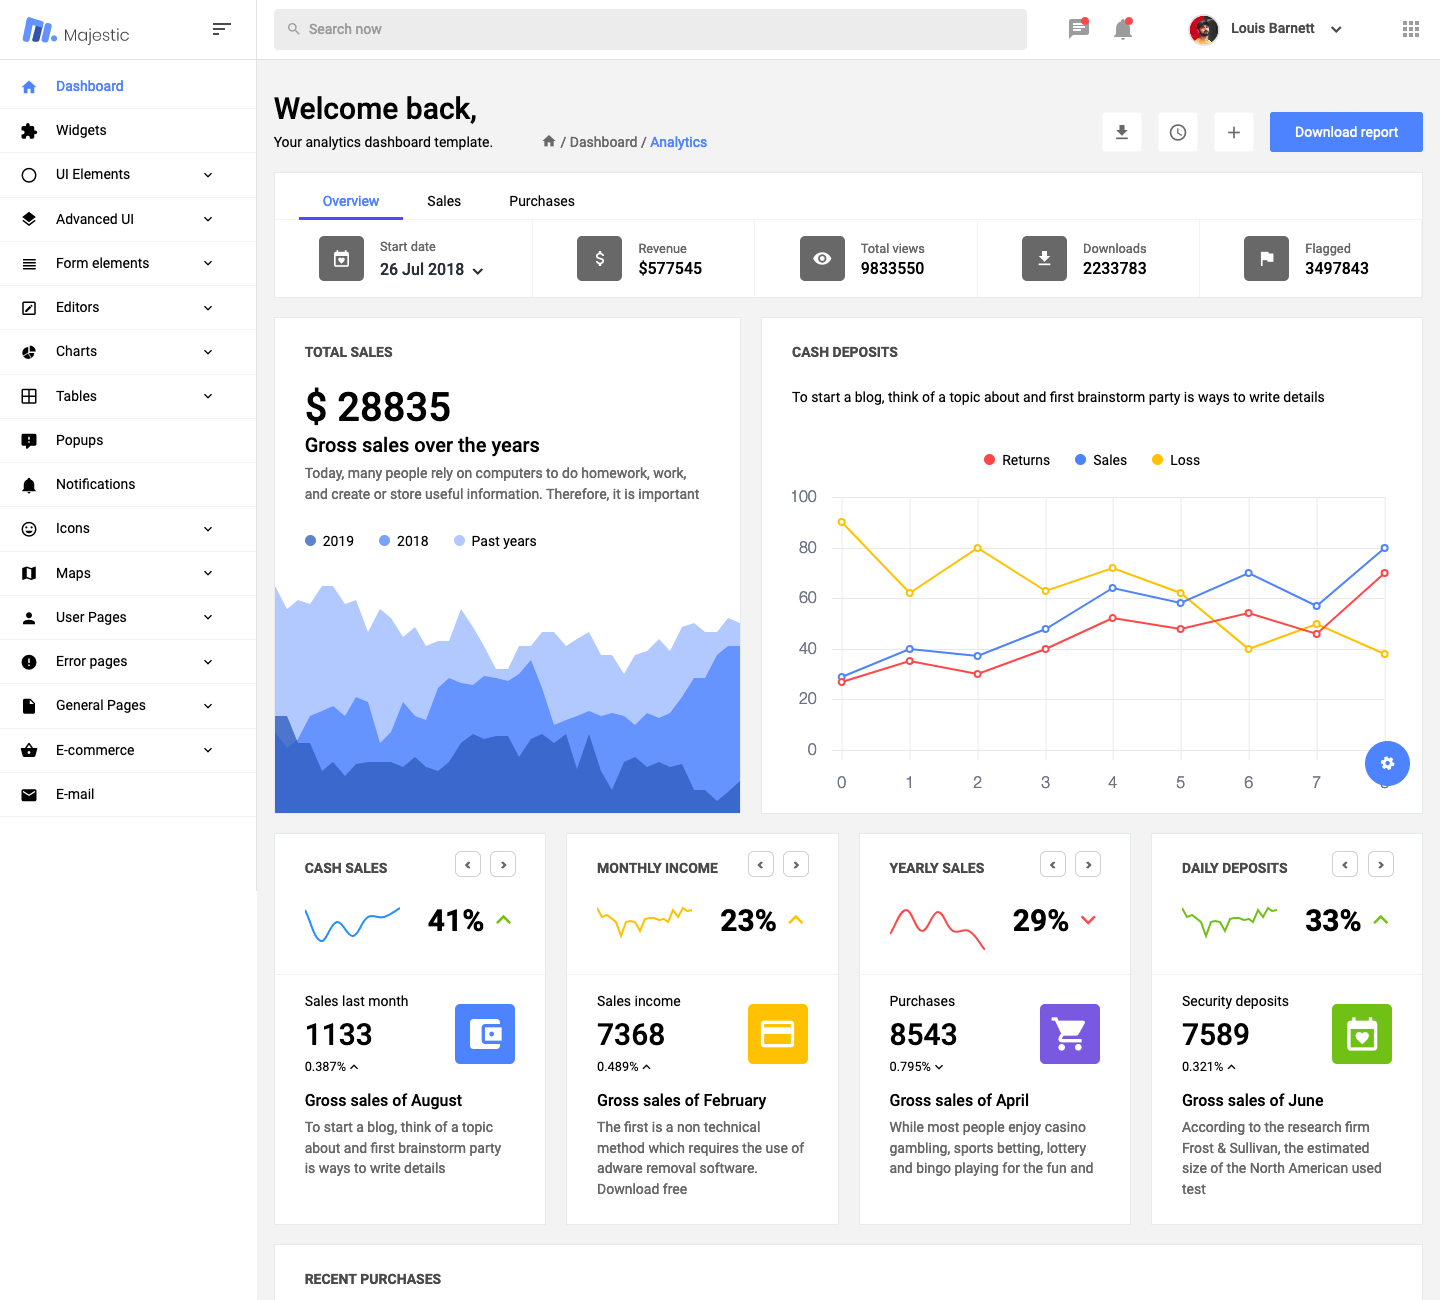 Majestic
Search now
Louis Barnett
Dashboard
Widgets
UI Elements
Advanced UI
Form elements
Editors
Charts
Tables
Popups
Notifications
Icons
Maps
User Pages
Error pages
General Pages
E-commerce
E-mail
Welcome back,
Your analytics dashboard template.
/ Dashboard / Analytics
Download report
Overview
Sales
Purchases
Start date
26 Jul 2018
Revenue
$577545
Total views
9833550
Downloads
2233783
Flagged
3497843
TOTAL SALES
$ 28835
Gross sales over the years
Today, many people rely on computers to do homework, work,
and create or store useful information. Therefore, it is important
2019 2018 Past years
CASH DEPOSITS
To start a blog, think of a topic about and first brainstorm party is ways to write details
Returns Sales Loss
100
80
60
40
20
0
0 1 2 3 4 5 6 7
CASH SALES
41%
Sales last month
1133
0.387%
Gross sales of August
To start a blog, think of a topic
about and first brainstorm party
is ways to write details
MONTHLY INCOME
23%
Sales income
7368
0.489%
Gross sales of February
The first is a non technical
method which requires the use of
adware removal software.
Download free
YEARLY SALES
29%
Purchases
8543
0.795%
Gross sales of April
While most people enjoy casino
gambling, sports betting, lottery
and bingo playing for the fun and
DAILY DEPOSITS
33%
Security deposits
7589
0.321%
Gross sales of June
According to the research firm
Frost & Sullivan, the estimated
size of the North American used
test
RECENT PURCHASES